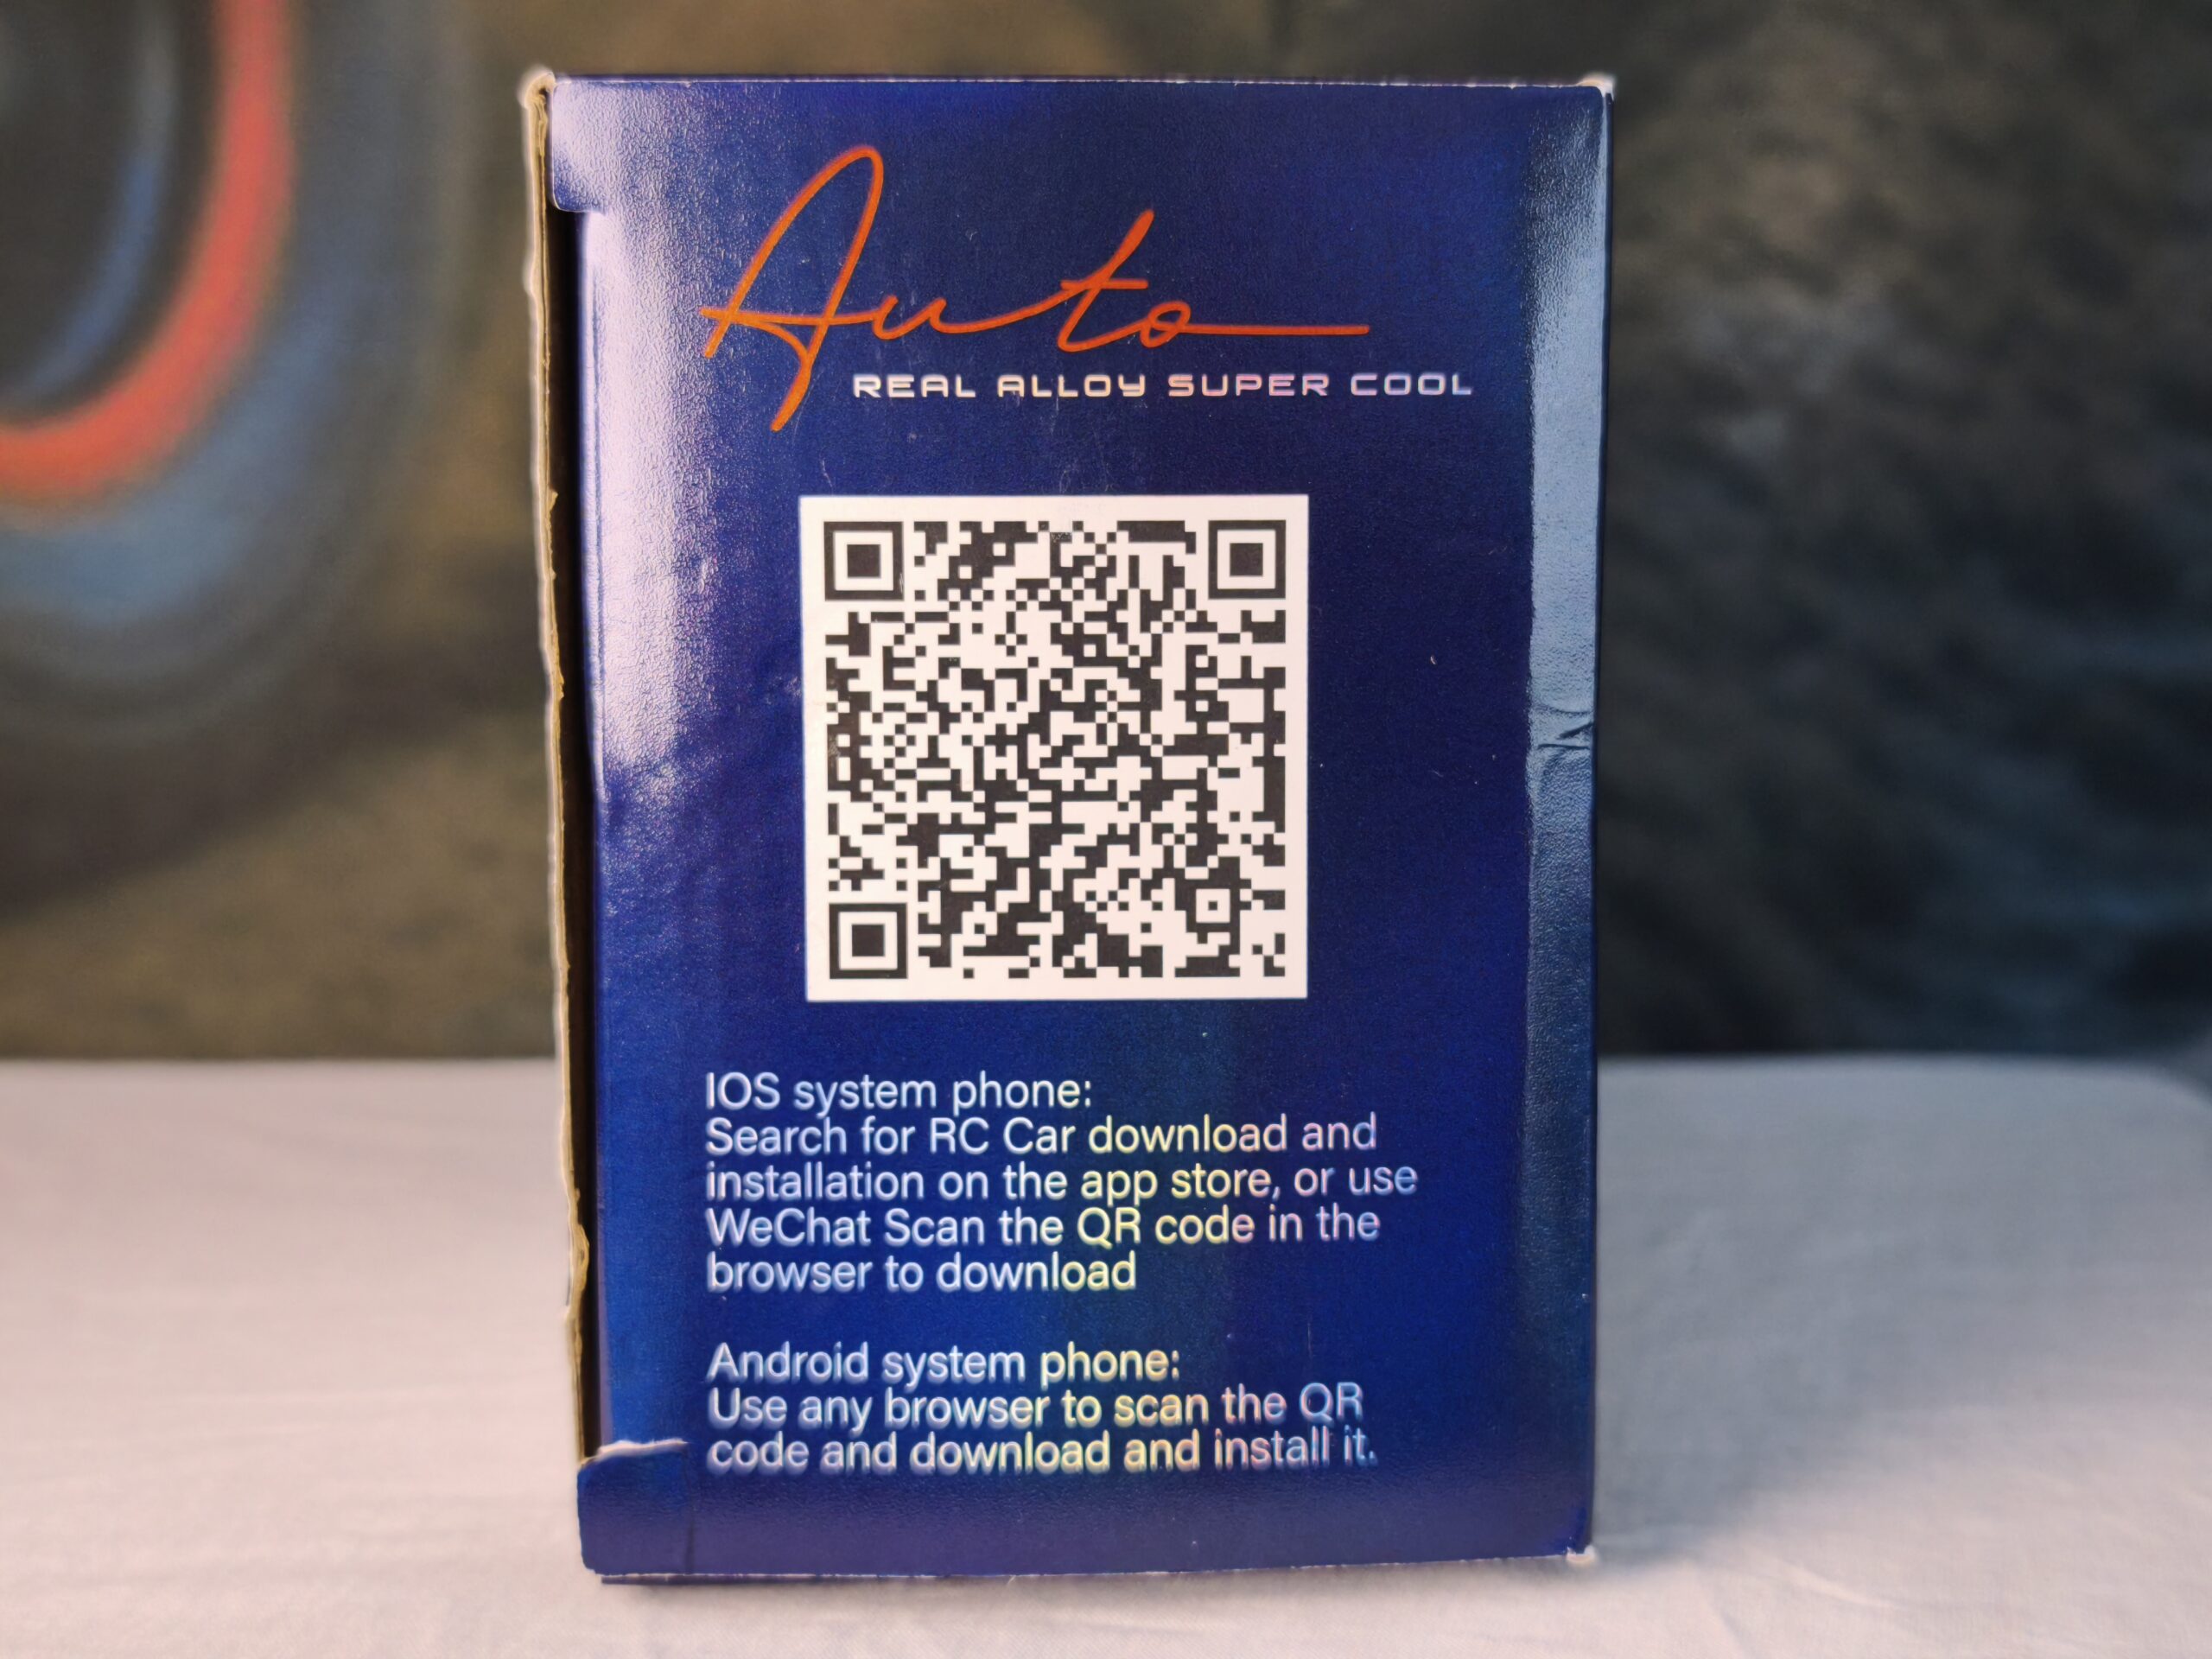 Auto
REAL ALLOY SUPER COOL
IOS system phone:
Search for RC Car download and
installation on the app store, or use
WeChat Scan the QR code in the
browser to download
Android system phone:
Use any browser to scan the QR
code and download and install it.